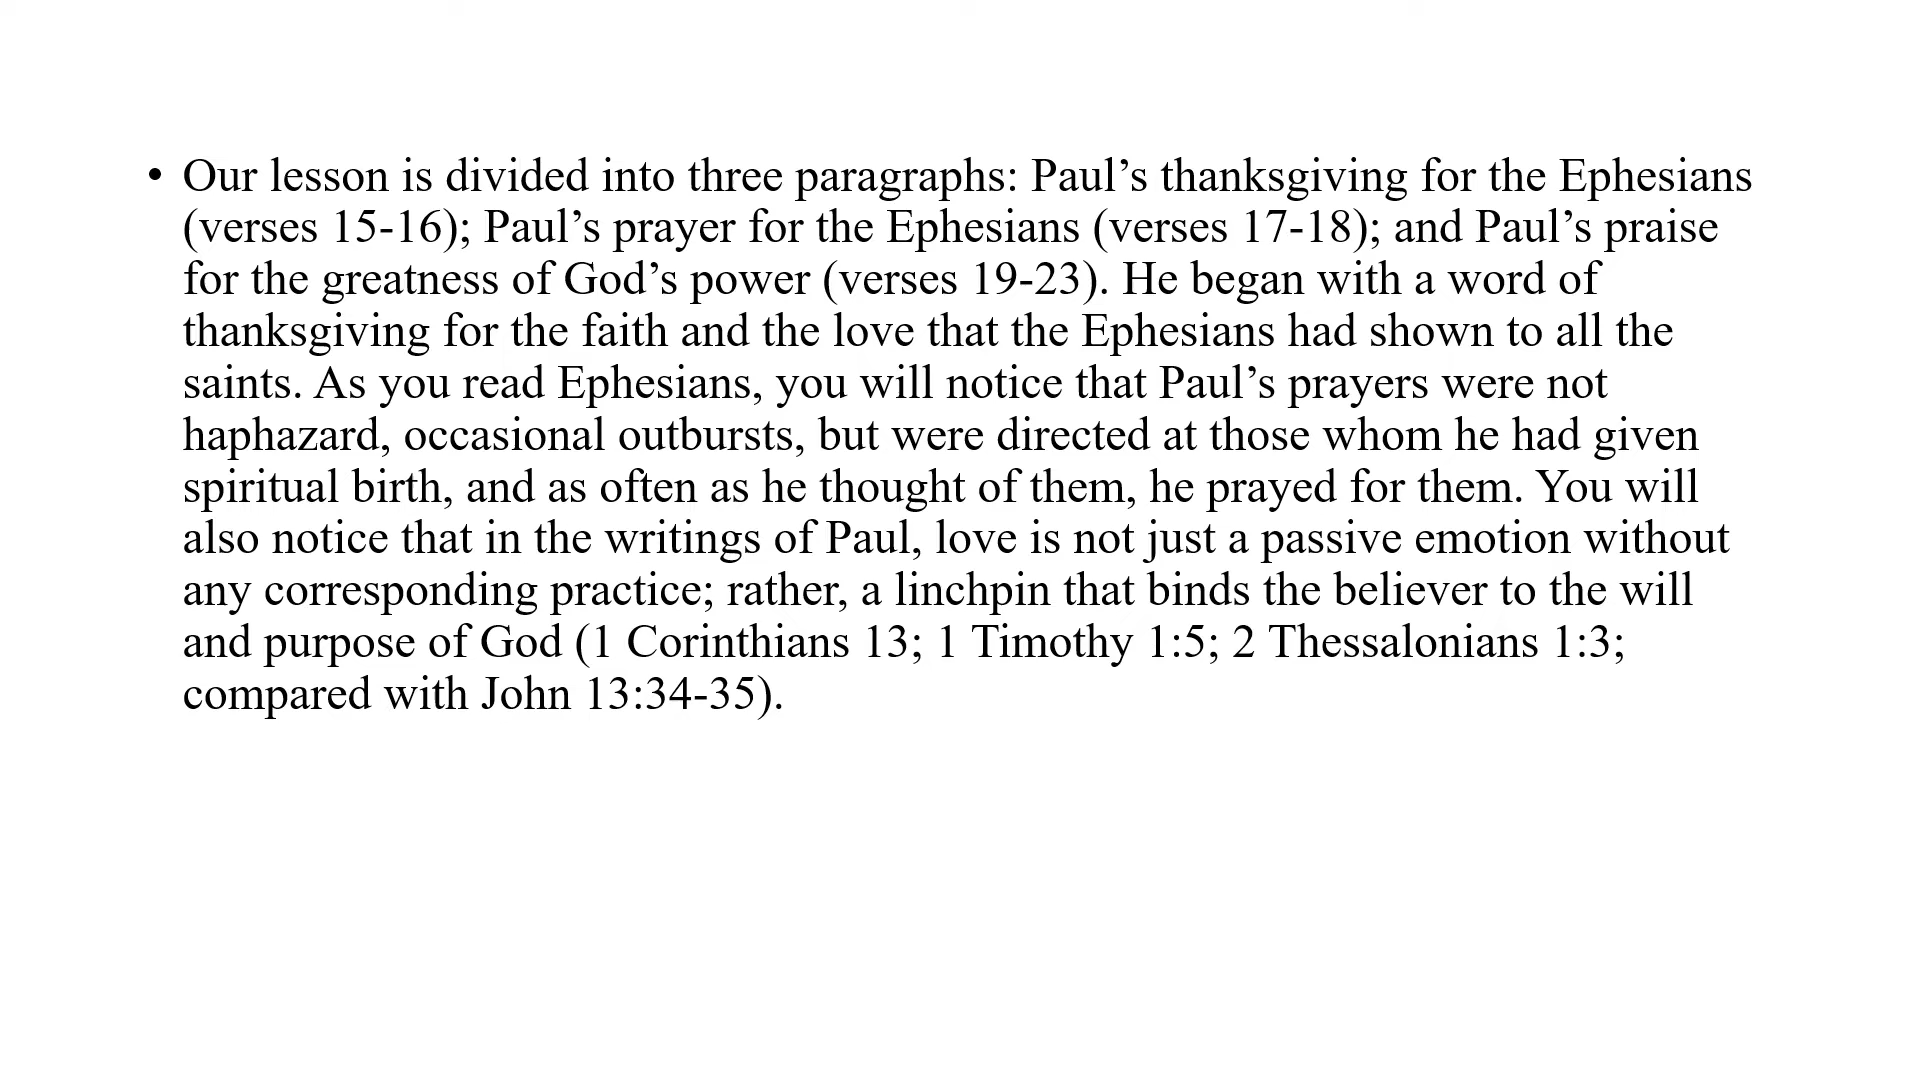 • Our lesson is divided into three paragraphs: Paul’s thanksgiving for the Ephesians
(verses 15-16); Paul’s prayer for the Ephesians (verses 17-18); and Paul’s praise
for the greatness of God’s power (verses 19-23). He began with a word of
thanksgiving for the faith and the love that the Ephesians had shown to all the
saints. As you read Ephesians, you will notice that Paul’s prayers were not
haphazard, occasional outbursts, but were directed at those whom he had given
spiritual birth, and as often as he thought of them, he prayed for them. You will
also notice that in the writings of Paul, love is not just a passive emotion without
any corresponding practice; rather, a linchpin that binds the believer to the will
and purpose of God (1 Corinthians 13; 1 Timothy 1:5; 2 Thessalonians 1:3;
compared with John 13:34-35).